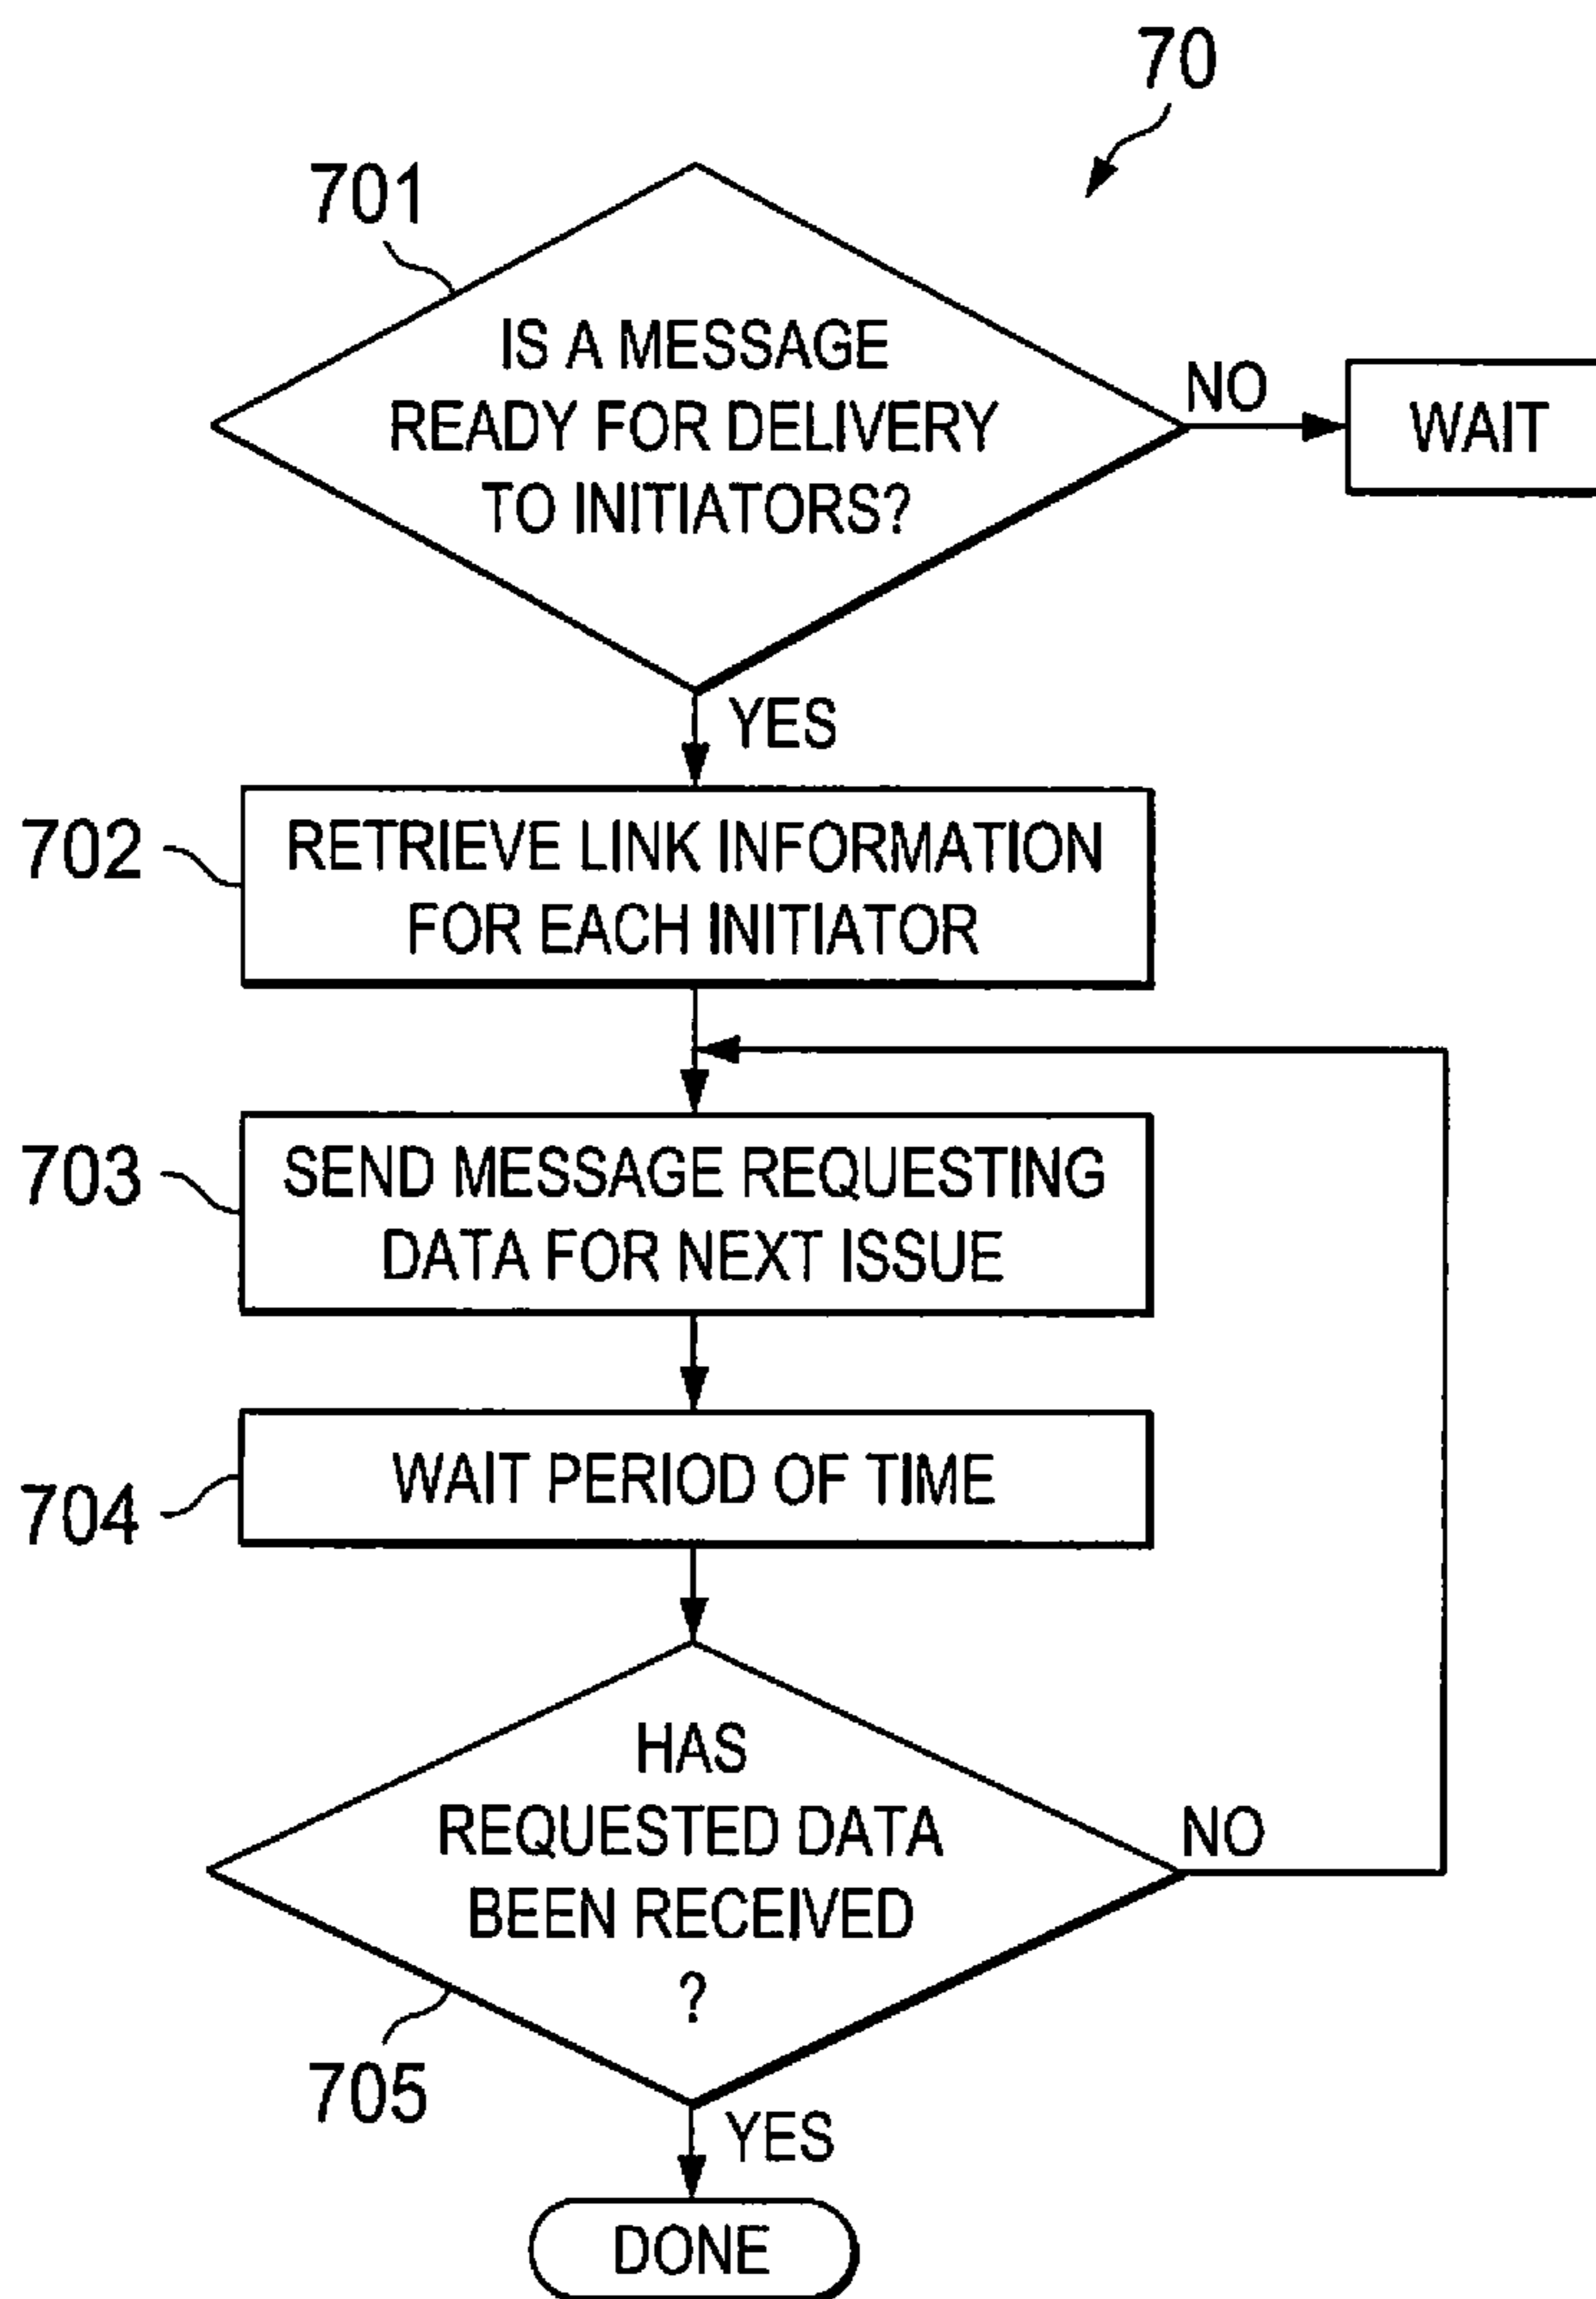 70
701
IS A MESSAGE
READY FOR DELIVERY
TO INITIATORS?
NO
WAIT
YES
702
RETRIEVE LINK INFORMATION
FOR EACH INITIATOR
703
SEND MESSAGE REQUESTING
DATA FOR NEXT ISSUE
704
WAIT PERIOD OF TIME
HAS
REQUESTED DATA
BEEN RECEIVED
?
NO
705
YES
DONE